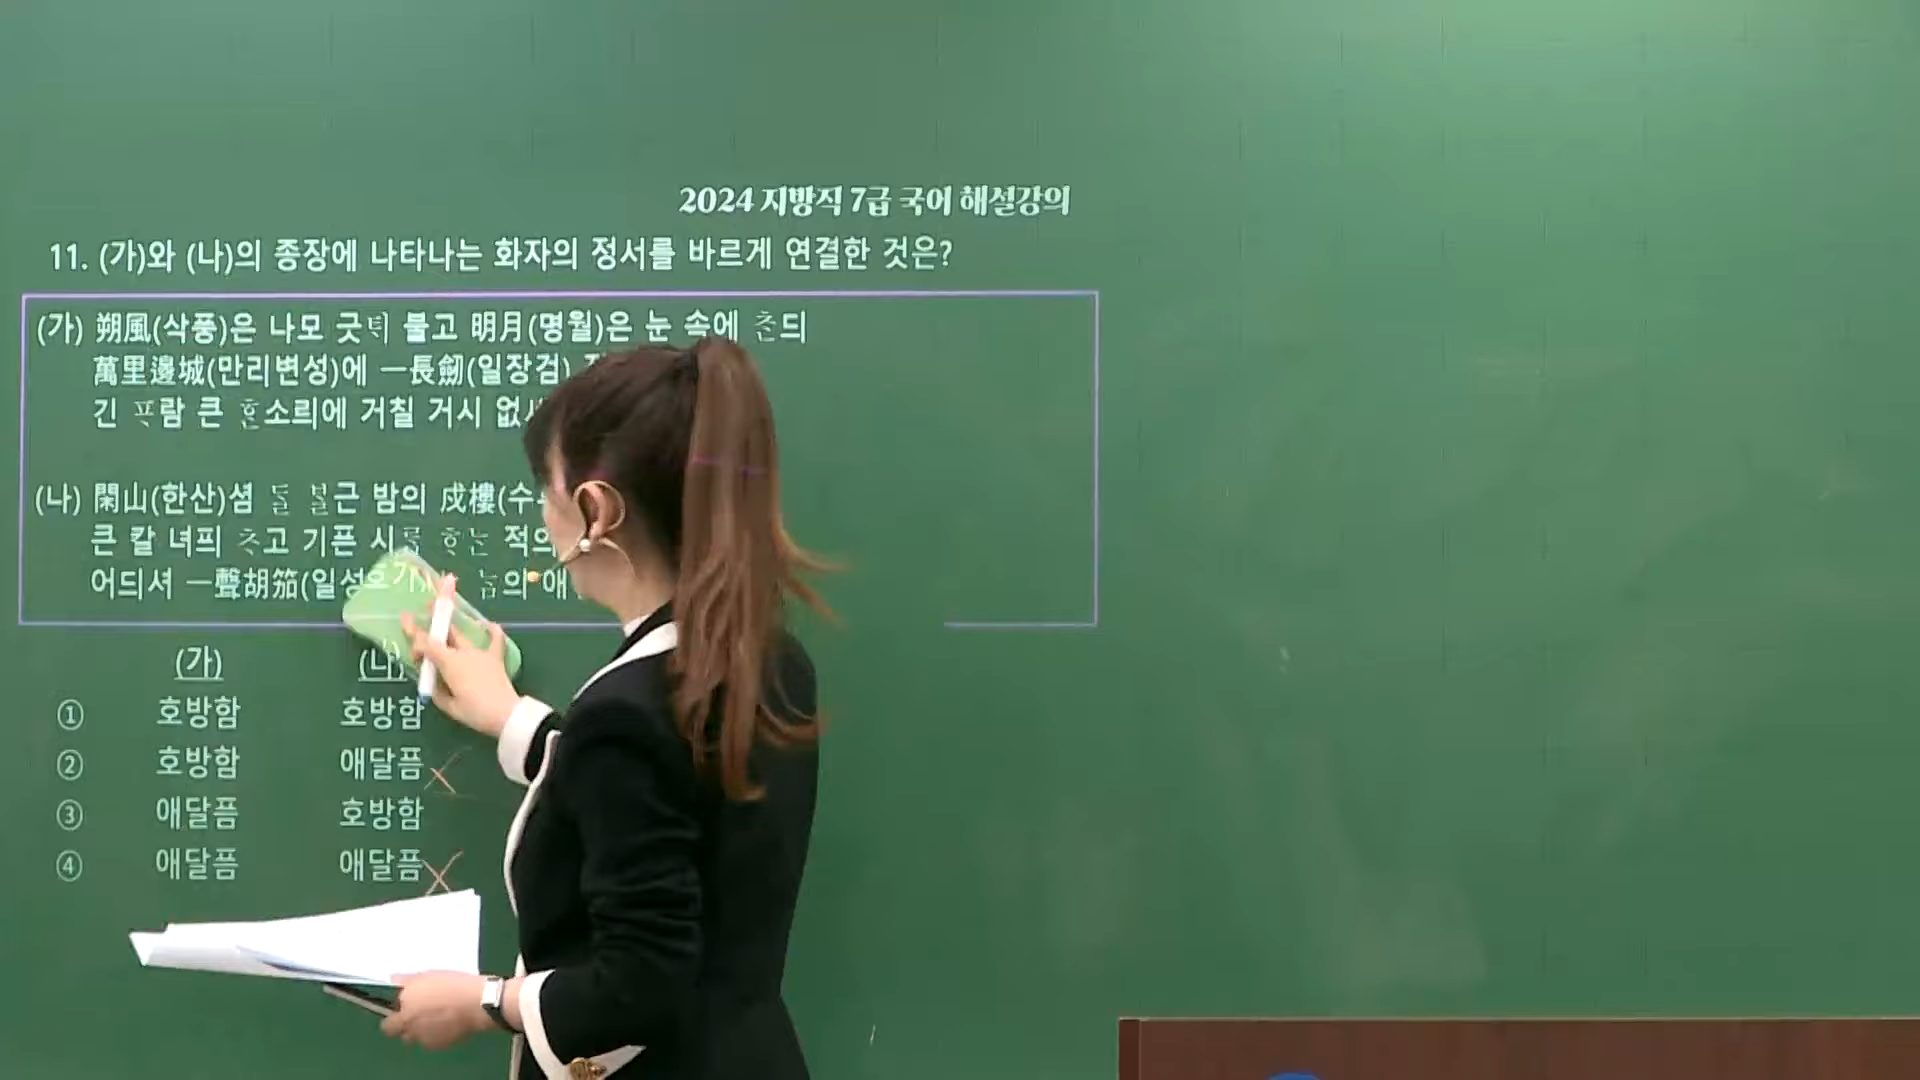 2024 지방직 7급 국어 해설강의
11. (가)와 (나)의 종장에 나타나는 화자의 정서를 바르게 연결한 것은?
(가) 朔風(삭풍)은 나모 긋 불고 明月(명월)은 눈 속에 ᄎᆞᆫ듸
萬里邊城(만리변성)에 一長劒(일장검)
긴 ᄑᆞ람 큰 ᄒᆞᆫ소리에 거칠 거시 없
(나) 閑山(한산)셤 ᄃᆞᆯ ᄇᆞᆯ근 밤의 戍樓(수
큰 칼 녀피 ᄎᆞ고 기픈 시 ᄒᆞᄂᆞᆫ 적의
어듸셔 一聲胡笳(일성호가) ᄂᆞᆷ의 애
(가) (나)
① 호방함 호방함
② 호방함 애달픔
③ 애달픔 호방함
④ 애달픔 애달픔